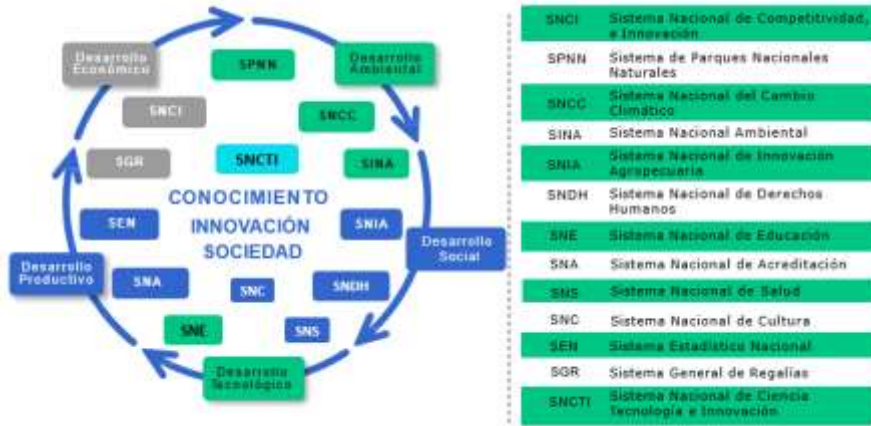 Desarrollo
Económico
SPNN
Desarrollo
Ambiental
SNCI
SNCC
SGR
SNCTI
SINA
CONOCIMIENTO
INNOVACIÓN
SOCIEDAD
SEN
SNIA
Desarrollo
Social
Desarrollo
Productivo
SNA
SNC
SNDH
SNE
SNS
Desarrollo
Tecnológico
SNCI Sistema Nacional de Competitividad,
e Innovación
SPNN Sistema de Parques Nacionales
Naturales
SNCC Sistema Nacional del Cambio
Climático
SINA Sistema Nacional Ambiental
SNIA Sistema Nacional de Innovación
Agropecuaria
SNDH Sistema Nacional de Derechos
Humanos
SNE Sistema Nacional de Educación
SNA Sistema Nacional de Acreditación
SNS Sistema Nacional de Salud
SNC Sistema Nacional de Cultura
SEN Sistema Estadístico Nacional
SGR Sistema General de Regalías
SNCTI Sistema Nacional de Ciencia
Tecnología e Innovación